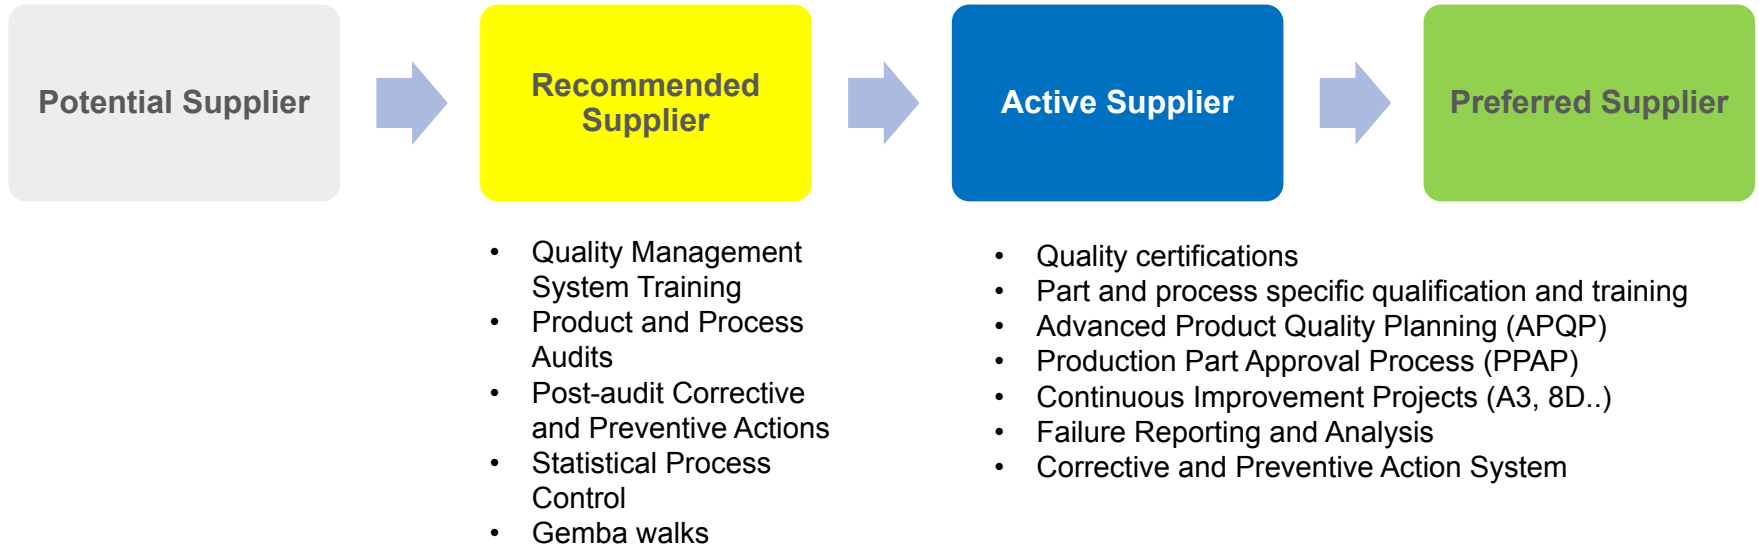 Potential Supplier
Recommended
Supplier
Active Supplier
Preferred Supplier
• Quality Management
System Training
• Product and Process
Audits
• Post-audit Corrective
and Preventive Actions
• Statistical Process
Control
• Gemba walks
• Quality certifications
• Part and process specific qualification and training
• Advanced Product Quality Planning (APQP)
• Production Part Approval Process (PPAP)
• Continuous Improvement Projects (A3, 8D..)
• Failure Reporting and Analysis
• Corrective and Preventive Action System